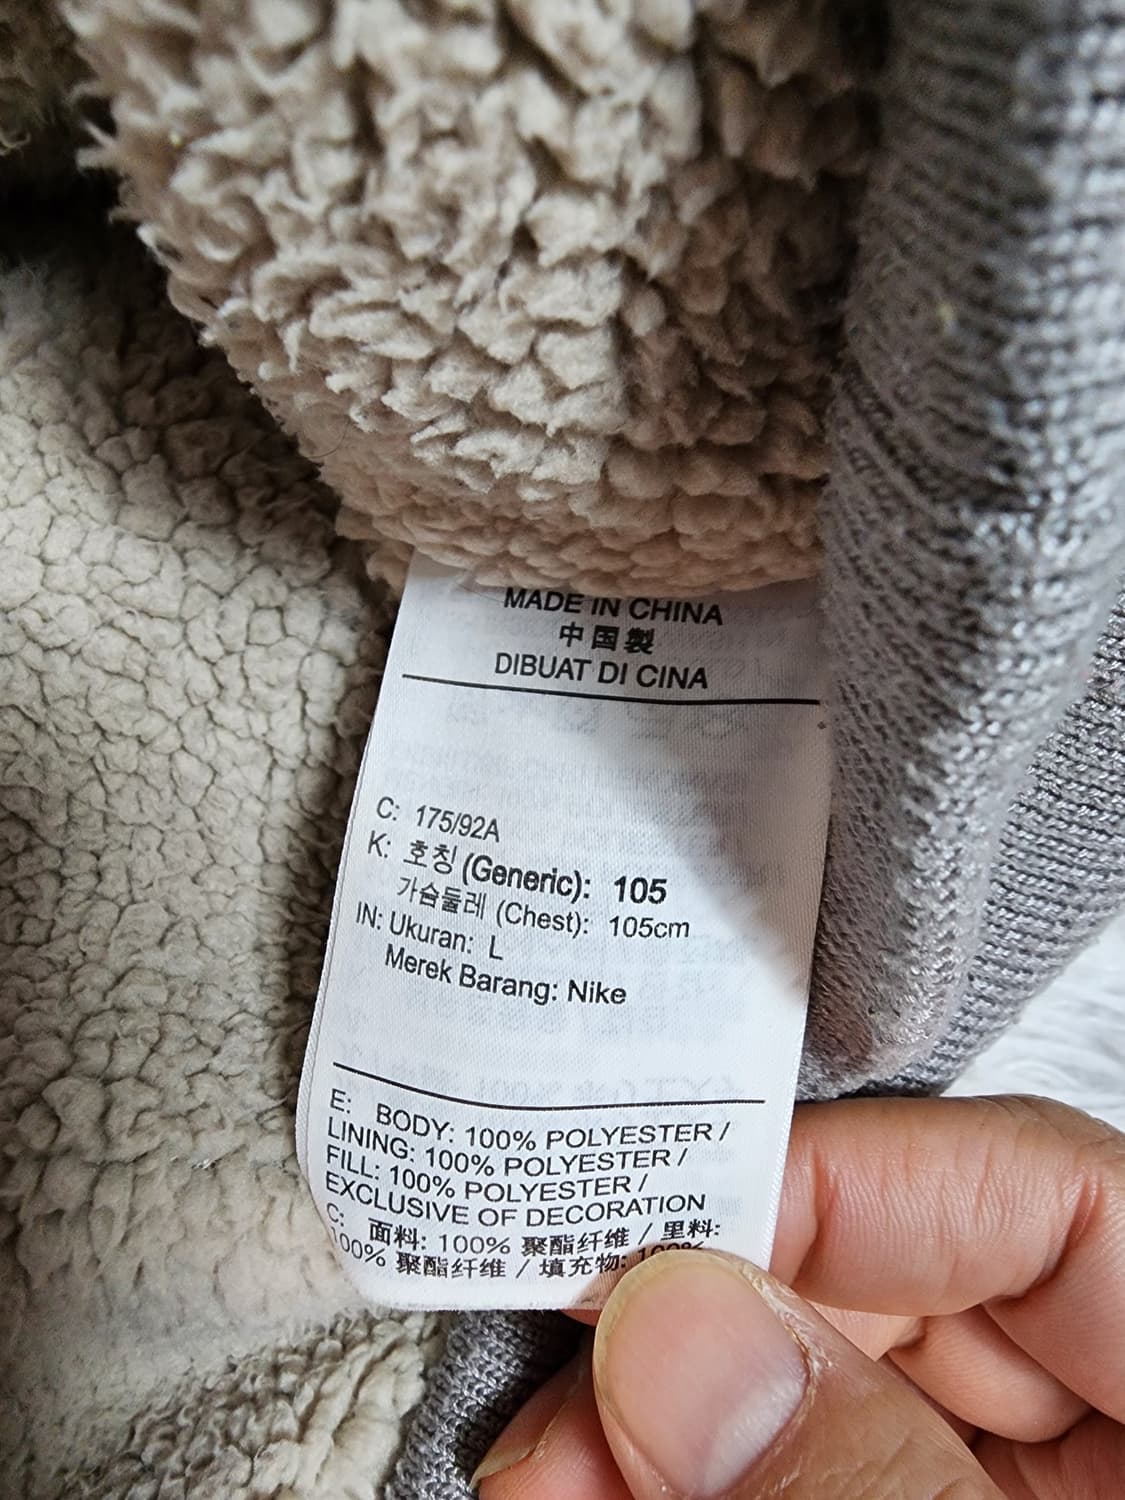 MADE IN CHINA
中国製
DIBUAT DI CINA
C: 175/92A
K: 호칭 (Generic): 105
가슴둘레 (Chest): 105cm
IN: Ukuran: L
Merek Barang: Nike
E: BODY: 100% POLYESTER /
LINING: 100% POLYESTER /
FILL: 100% POLYESTER /
EXCLUSIVE OF DECORATION
C: 面料: 100% 聚酯纤维 / 里料:
100% 聚酯纤维 / 填充物: 100%